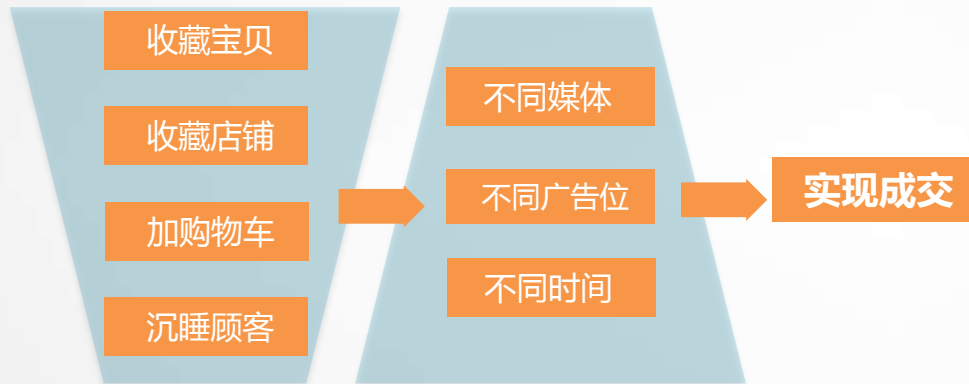 收藏宝贝
收藏店铺
加购物车
沉睡顾客
不同媒体
不同广告位
不同时间
实现成交